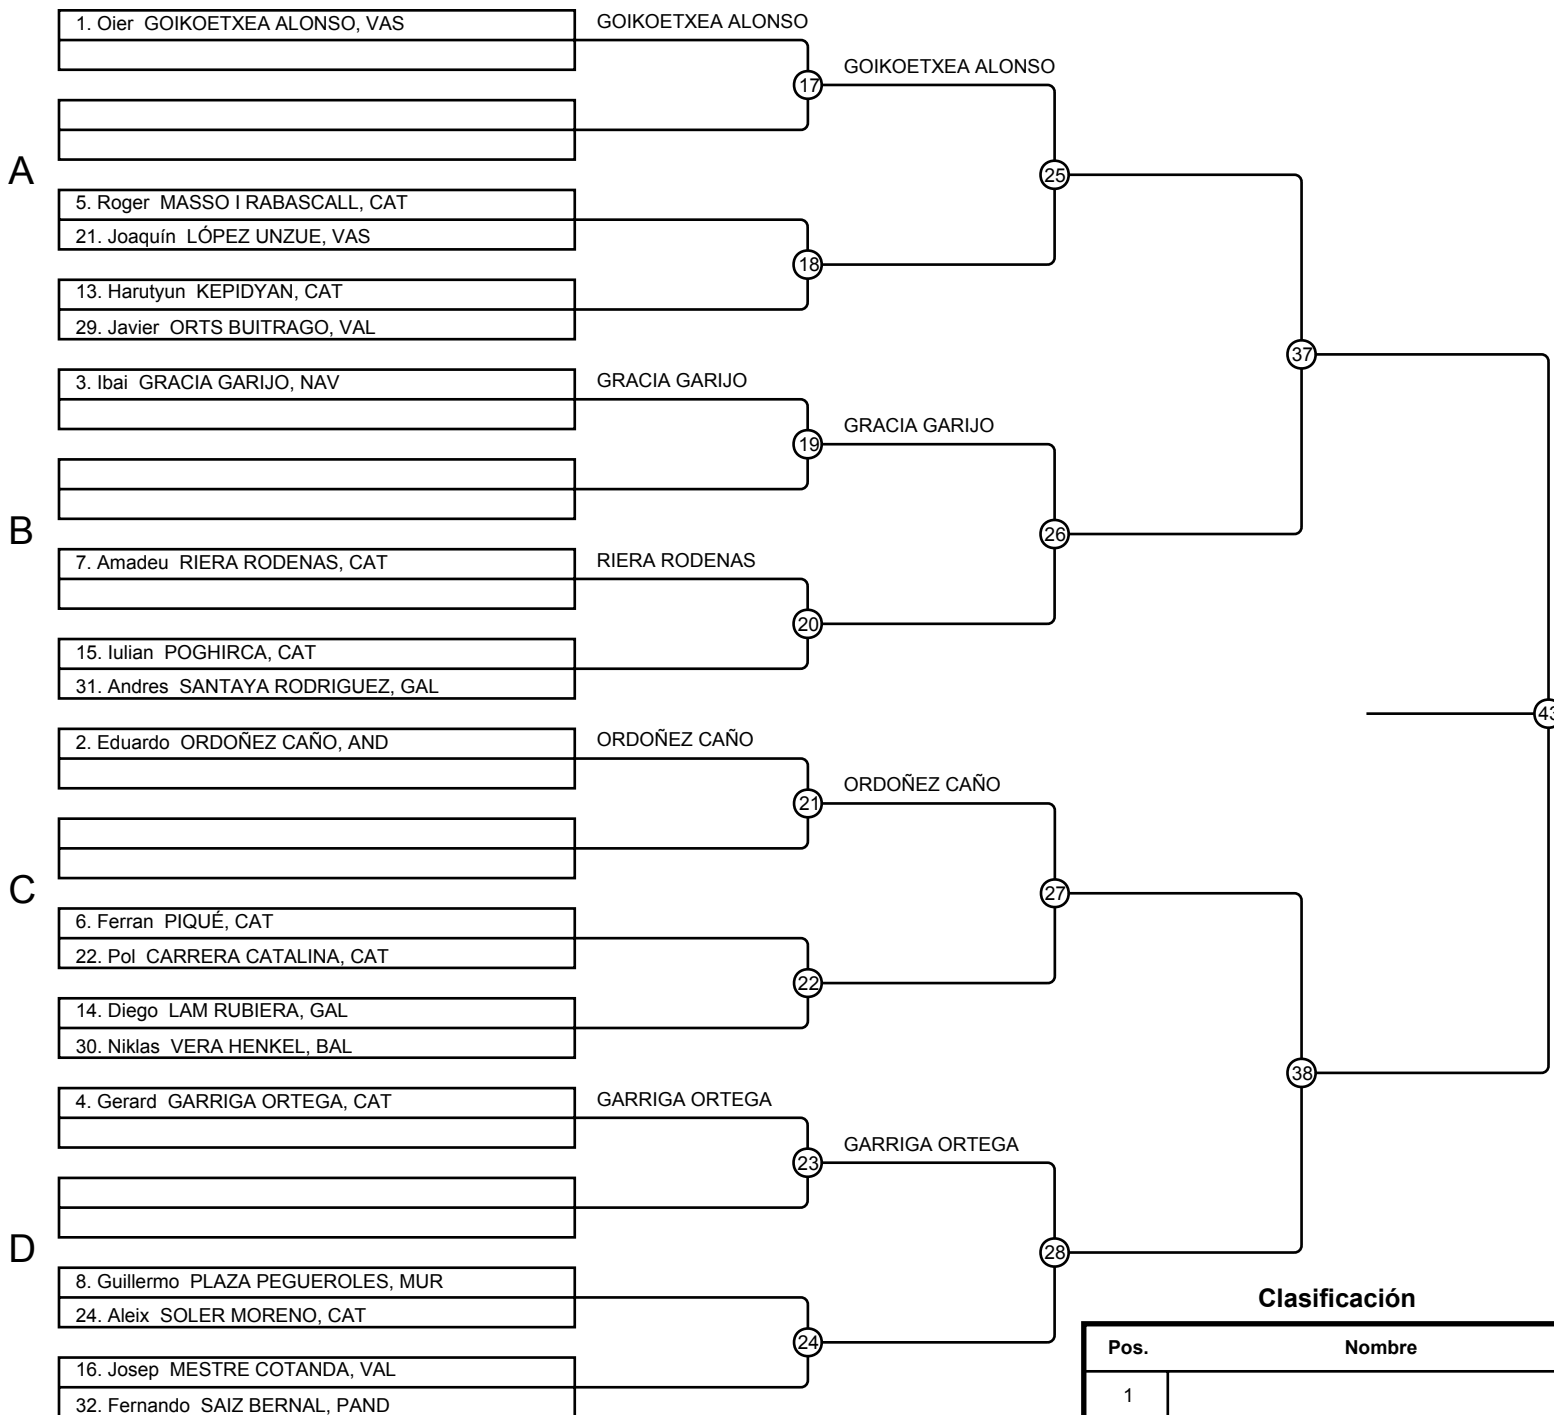 1. Oier GOIKOETXEA ALONSO, VAS
GOIKOETXEA ALONSO
GOIKOETXEA ALONSO
17
A
25
5. Roger MASSO I RABASCALL, CAT
21. Joaquín LÓPEZ UNZUE, VAS
18
13. Harutyun KEPIDYAN, CAT
29. Javier ORTS BUITRAGO, VAL
37
3. Ibai GRACIA GARIJO, NAV
GRACIA GARIJO
GRACIA GARIJO
19
B
26
7. Amadeu RIERA RODENAS, CAT
RIERA RODENAS
20
15. Iulian POGHIRCA, CAT
31. Andres SANTAYA RODRIGUEZ, GAL
43
2. Eduardo ORDOÑEZ CAÑO, AND
ORDOÑEZ CAÑO
ORDOÑEZ CAÑO
21
C
27
6. Ferran PIQUÉ, CAT
22. Pol CARRERA CATALINA, CAT
22
14. Diego LAM RUBIERA, GAL
30. Niklas VERA HENKEL, BAL
38
4. Gerard GARRIGA ORTEGA, CAT
GARRIGA ORTEGA
GARRIGA ORTEGA
23
D
28
8. Guillermo PLAZA PEGUEROLES, MUR
24. Aleix SOLER MORENO, CAT
24
16. Josep MESTRE COTANDA, VAL
32. Fernando SAIZ BERNAL, PAND
Clasificación
Pos. Nombre
1